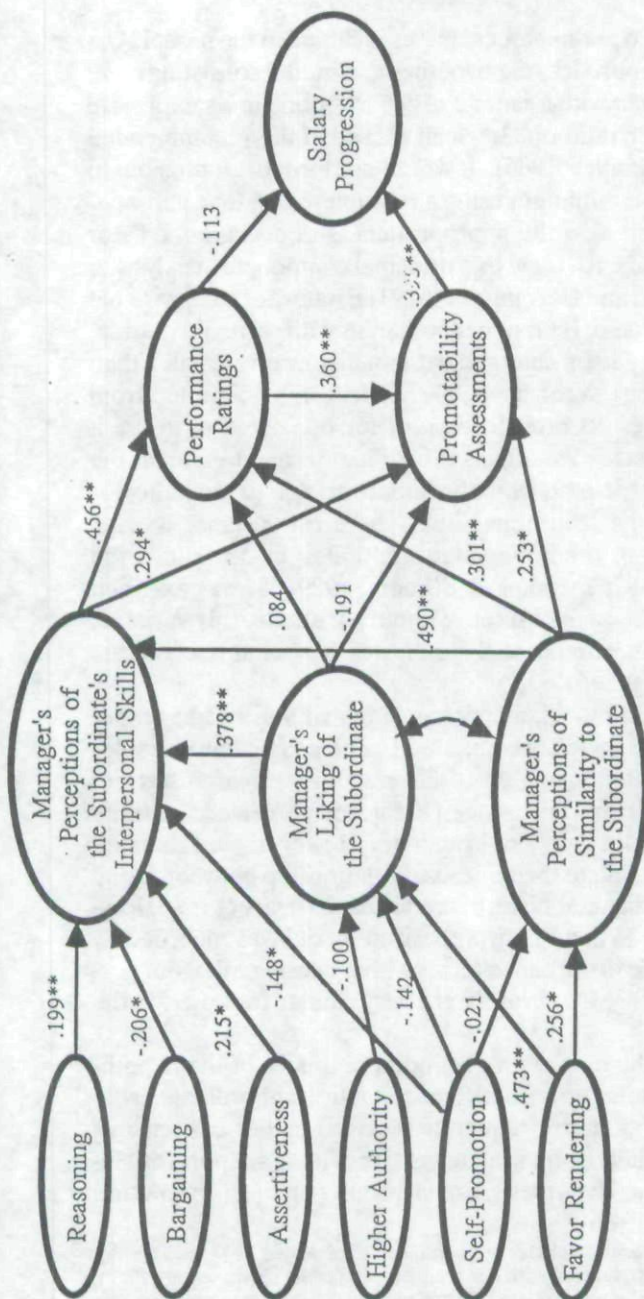 Reasoning
Bargaining
Assertiveness
Higher Authority
Self-Promotion
Favor Rendering
.199**
.206*
.215*
-.148*
-.100
-.142
-.021
.473**
.256*
Manager's
Perceptions of
the Subordinate's
Interpersonal Skills
.378**
Manager's
Liking of
the Subordinate
Manager's
Perceptions of
Similarity to
the Subordinate
.456**
.294*
.084
-.191
.490**
.301**
.253*
Performance
Ratings
.360**
Promotability
Assessments
-.1113
.395**
Salary
Progression